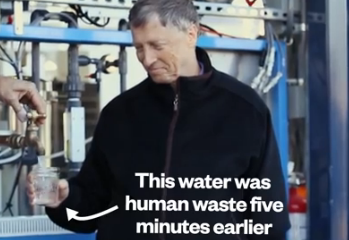 This water was
human waste five
minutes earlier